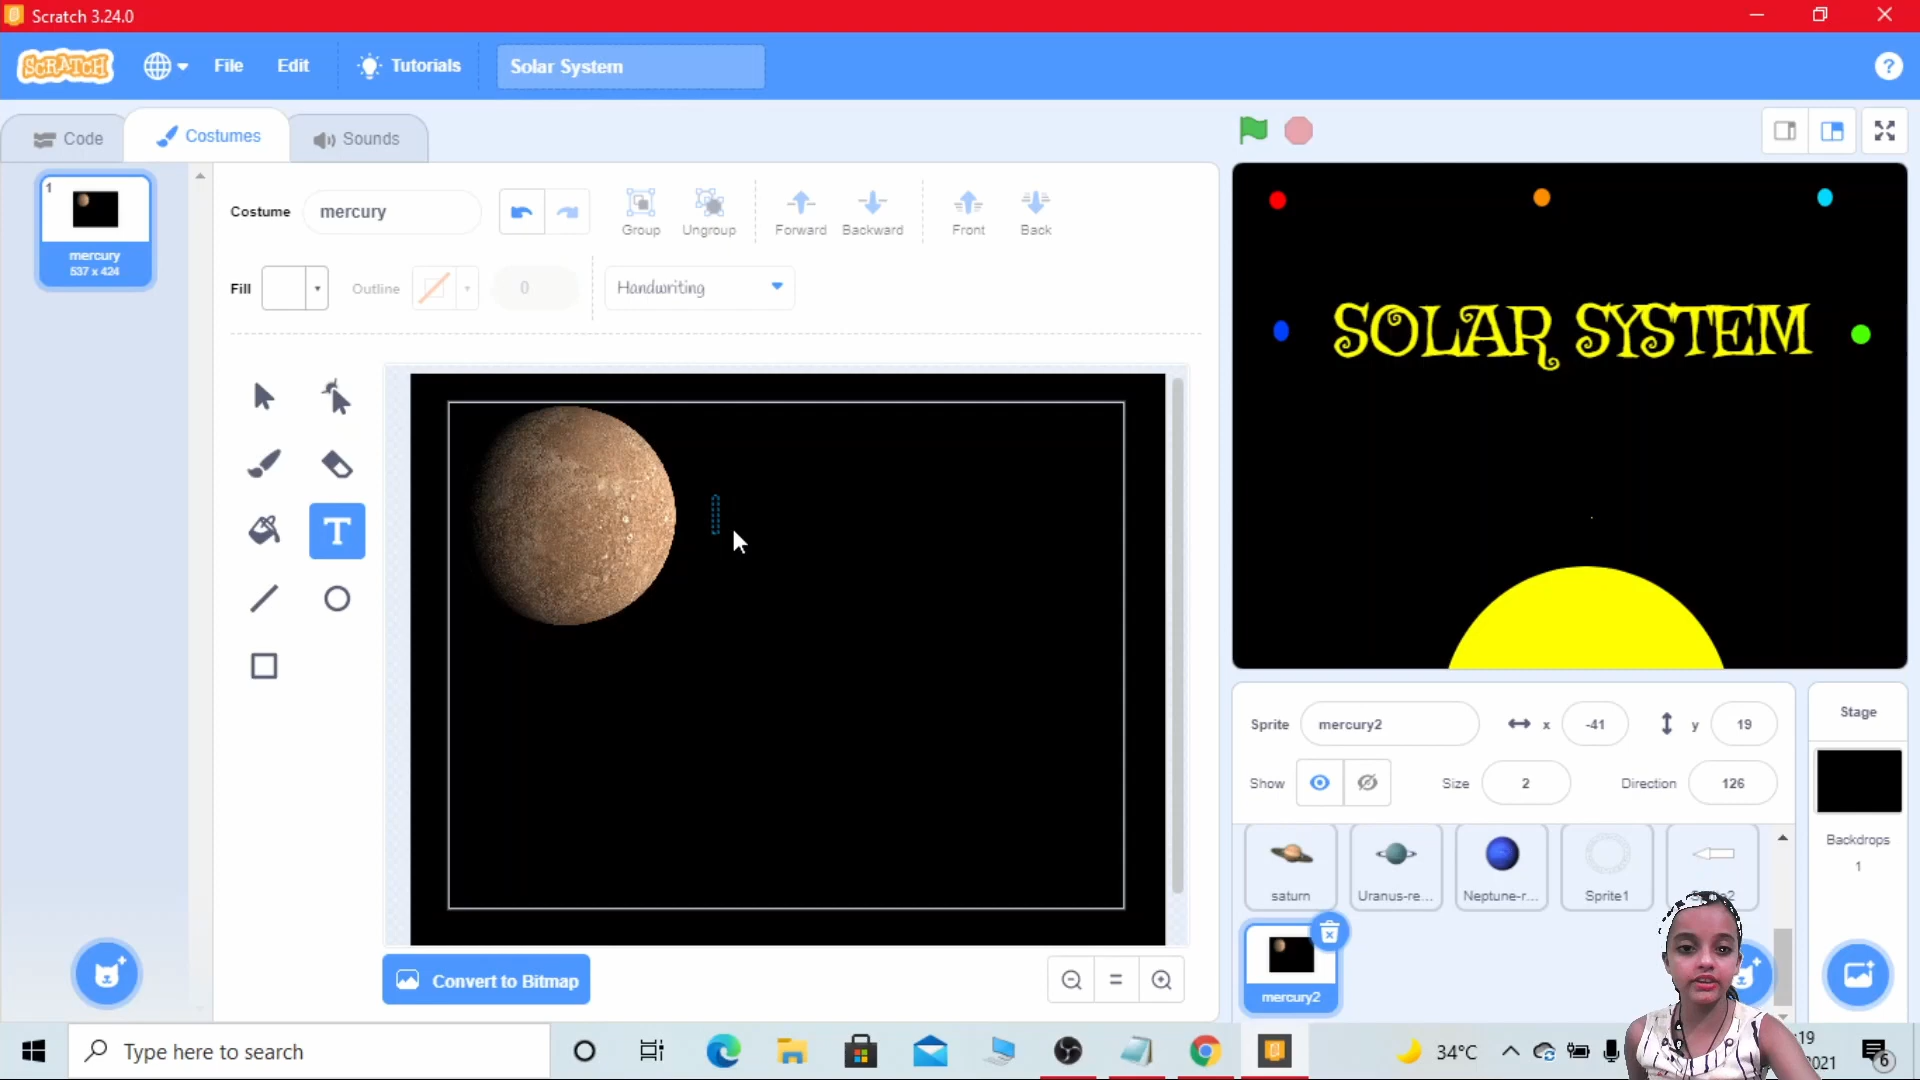 Scratch 3.24.0
SCRATCH File Edit Tutorials Solar System ?
Code Costumes Sounds
1
mercury
537 x 424
Costume mercury Group Ungroup Forward Backward Front Back
Fill Outline 0 Handwriting
T
Convert to Bitmap
SOLAR SYSTEM
Sprite mercury2 x -41 y 19
Show Size 2 Direction 126
saturn Uranus-re... Neptune-r... Sprite1
mercury2
Stage
Backdrops
1
Type here to search 34°C 6